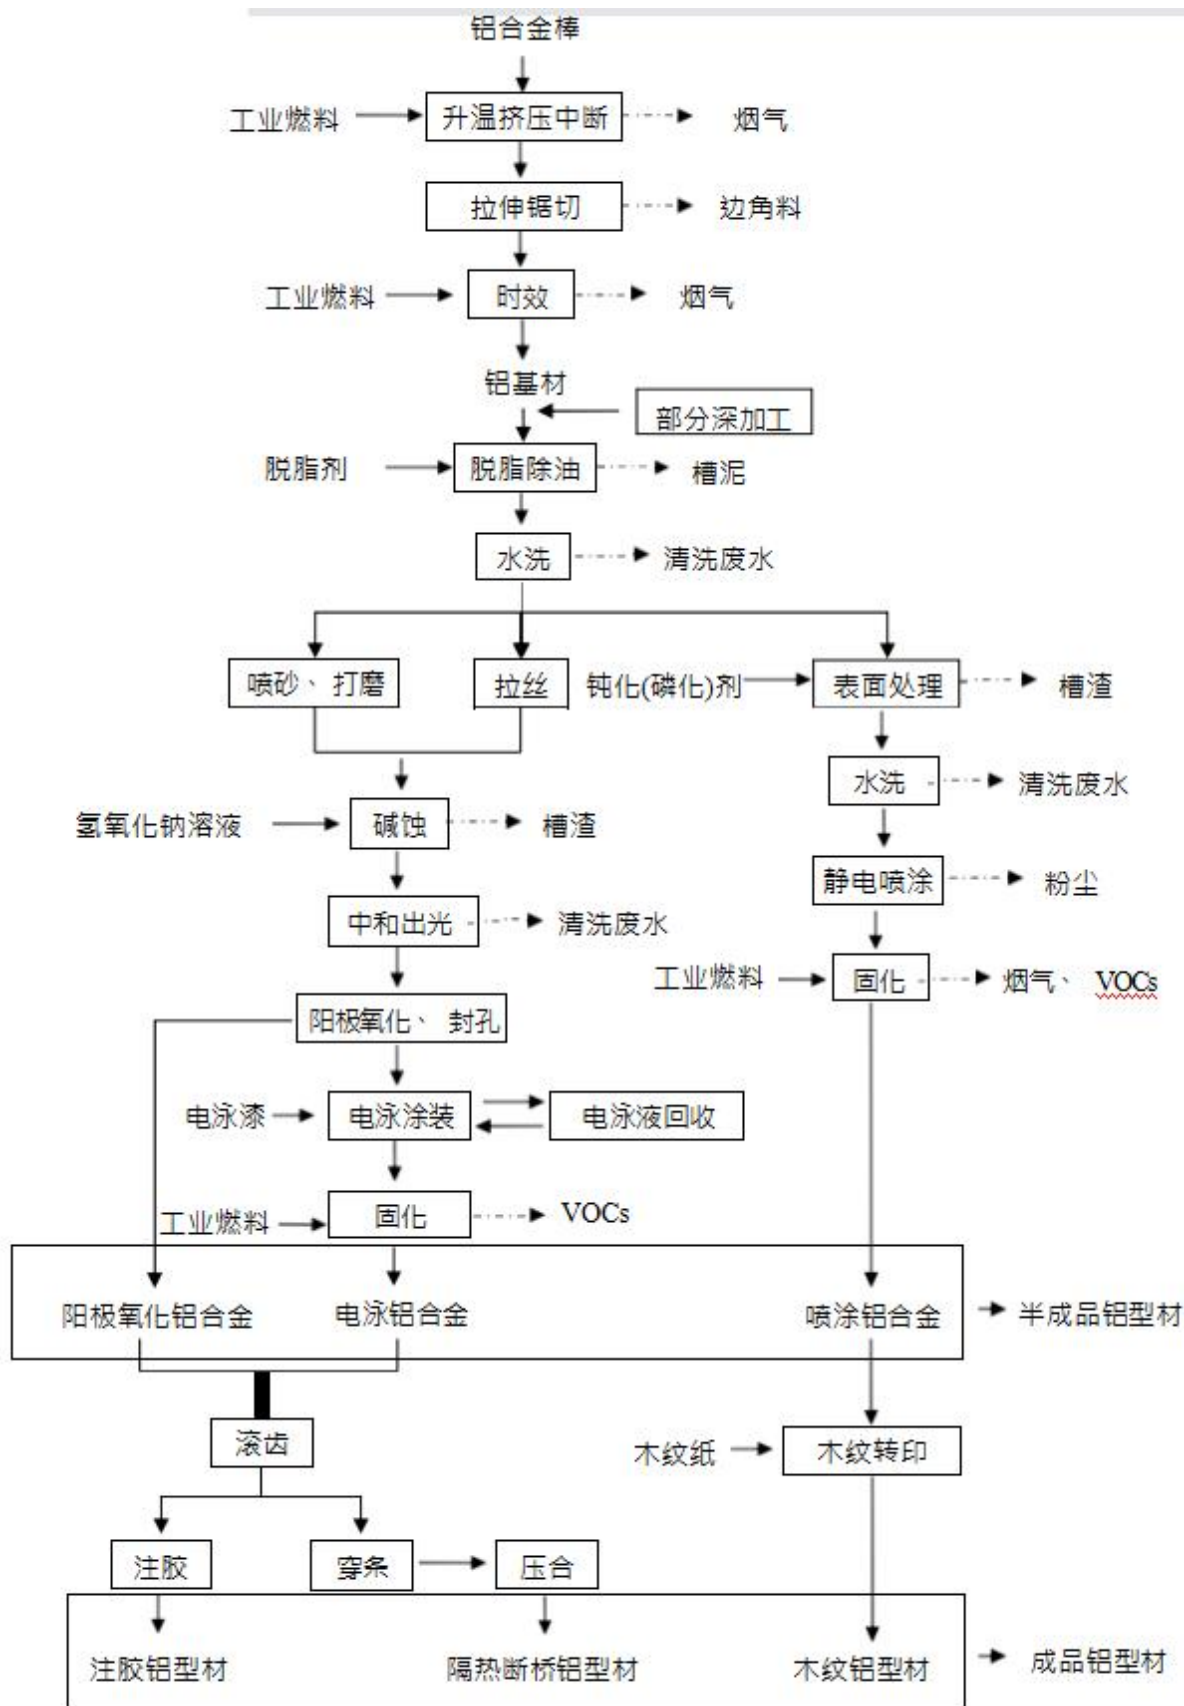 铝合金棒
工业燃料 升温挤压中断 烟气
拉伸锯切 边角料
工业燃料 时效 烟气
铝基材
部分深加工
脱脂剂 脱脂除油 槽泥
水洗 清洗废水
喷砂、 打磨 拉丝 钝化(磷化)剂 表面处理 槽渣
水洗 清洗废水
氢氧化钠溶液 碱蚀 槽渣
静电喷涂 粉尘
中和出光 清洗废水
工业燃料 固化 烟气、 VOCs
阳极氧化、 封孔
电泳漆 电泳涂装 电泳液回收
工业燃料 固化 VOCs
阳极氧化铝合金 电泳铝合金 喷涂铝合金 半成品铝型材
滚齿 木纹纸 木纹转印
注胶 穿条 压合
注胶铝型材 隔热断桥铝型材 木纹铝型材 成品铝型材